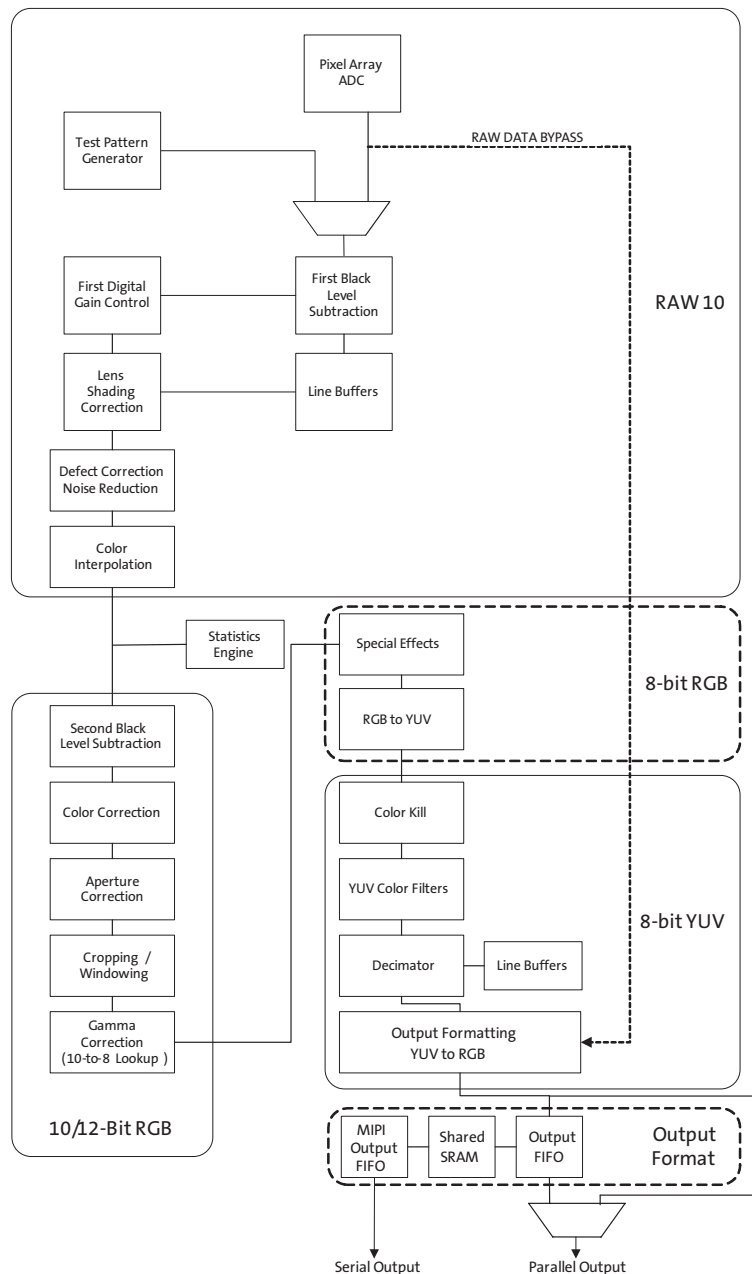 Pixel Array
ADC
RAW DATA BYPASS
Test Pattern
Generator
First Digital
Gain Control
First Black
Level
Subtraction
RAW 10
Lens
Shading
Correction
Line Buffers
Defect Correction
Noise Reduction
Color
Interpolation
Statistics
Engine
Special Effects
8-bit RGB
RGB to YUV
Second Black
Level Subtraction
Color Correction
Aperture
Correction
Cropping /
Windowing
Gamma
Correction
(10-to-8 Lookup )
10/12-Bit RGB
Color Kill
YUV Color Filters
8-bit YUV
Decimator
Line Buffers
Output Formatting
YUV to RGB
MIPI
Output
FIFO
Shared
SRAM
Output
FIFO
Output
Format
Serial Output
Parallel Output